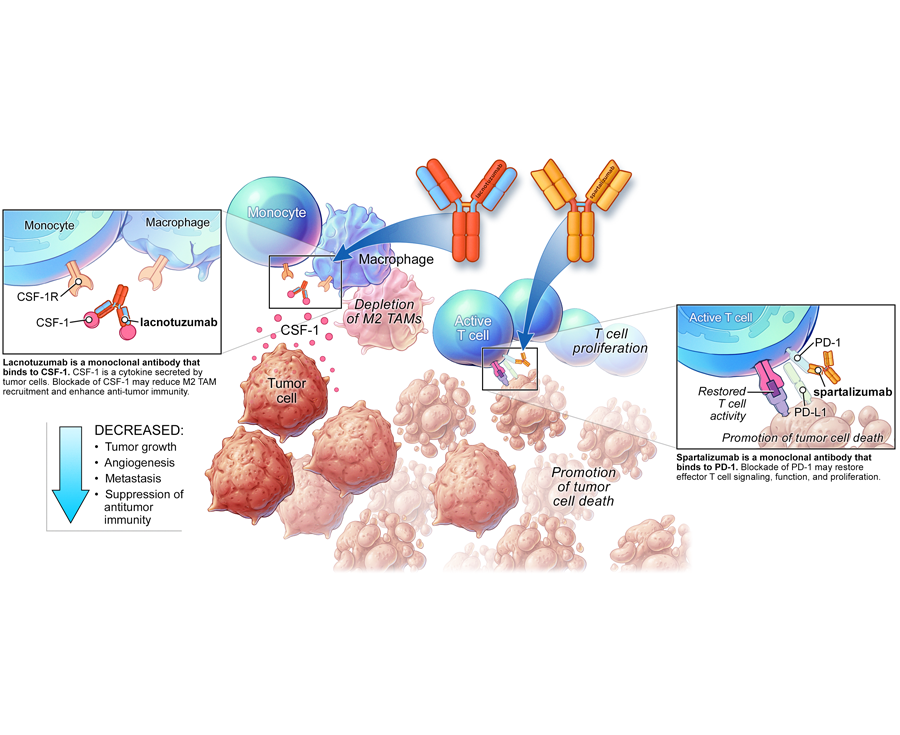 lacnotuzumab
spartalizumab
Monocyte
Macrophage
Depletion
of M2 TAMs
CSF-1
Tumor
cell
Active
T cell
T cell
proliferation
Promotion
of tumor
cell death
Monocyte
Macrophage
CSF-1R
CSF-1
lacnotuzumab
Lacnotuzumab is a monoclonal antibody that
binds to CSF-1. CSF-1 is a cytokine secreted by
tumor cells. Blockade of CSF-1 may reduce M2 TAM
recruitment and enhance anti-tumor immunity.
DECREASED:
• Tumor growth
• Angiogenesis
• Metastasis
• Suppression of
antitumor
immunity
Active T cell
PD-1
spartalizumab
Restored
T cell
activity
PD-L1
Promotion of tumor cell death
Spartalizumab is a monoclonal antibody that
binds to PD-1. Blockade of PD-1 may restore
effector T cell signaling, function, and proliferation.